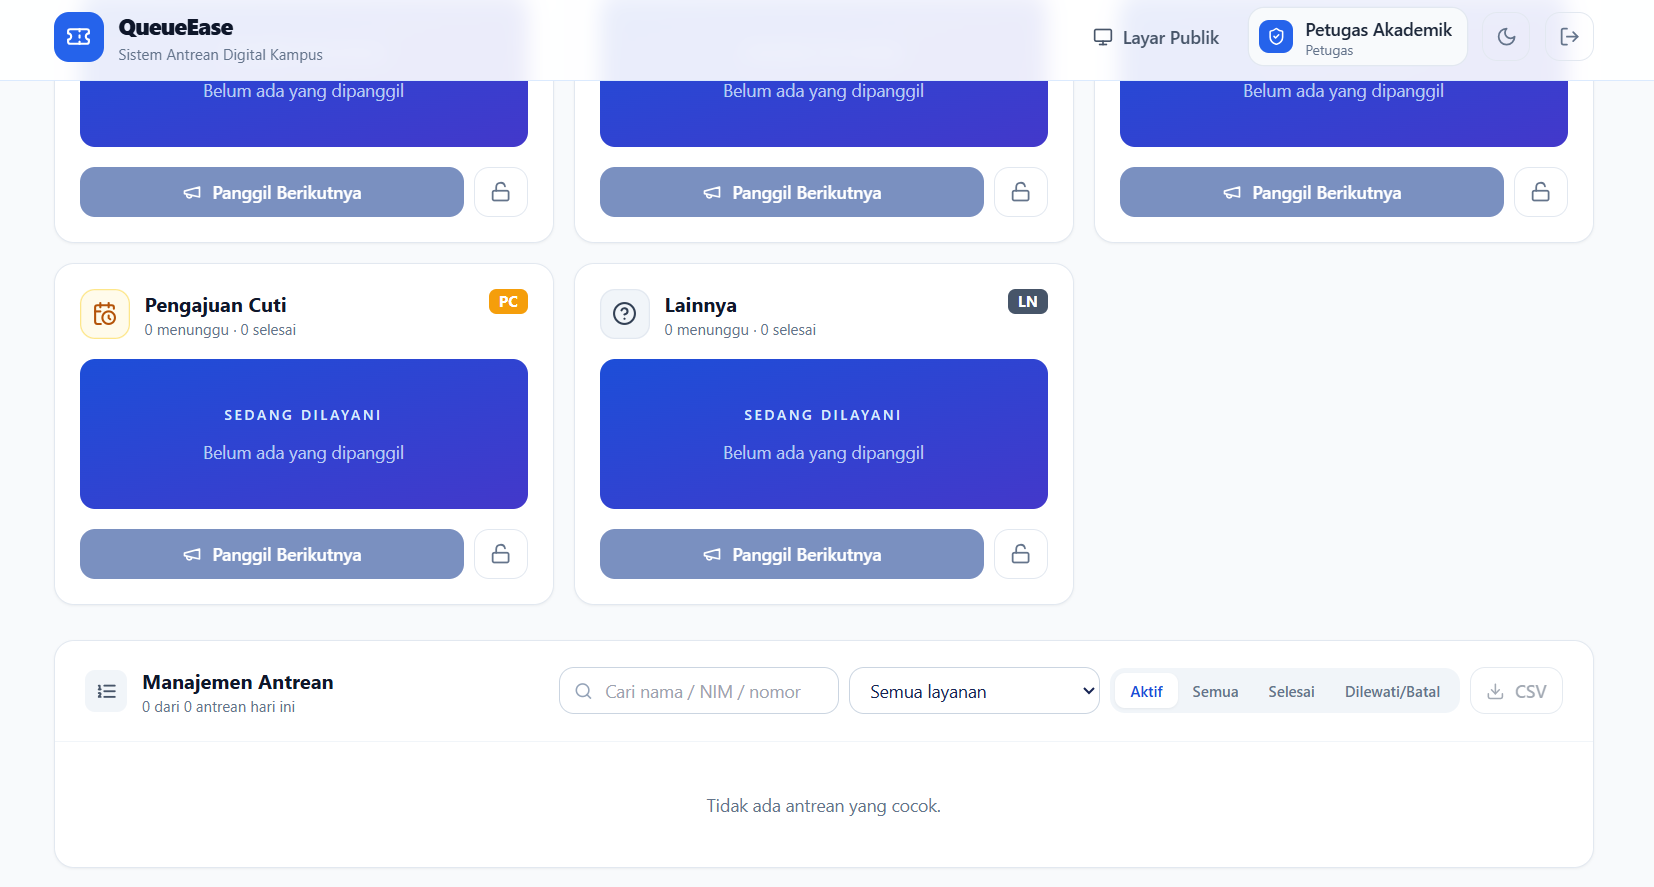 QueueEase
Sistem Antrean Digital Kampus
Layar Publik
Petugas Akademik
Petugas
Belum ada yang dipanggil
Belum ada yang dipanggil
Belum ada yang dipanggil
Panggil Berikutnya
Panggil Berikutnya
Panggil Berikutnya
Pengajuan Cuti
0 menunggu · 0 selesai
PC
SEDANG DILAYANI
Belum ada yang dipanggil
Panggil Berikutnya
Lainnya
0 menunggu · 0 selesai
LN
SEDANG DILAYANI
Belum ada yang dipanggil
Panggil Berikutnya
Manajemen Antrean
0 dari 0 antrean hari ini
Cari nama / NIM / nomor
Semua layanan
Aktif
Semua
Selesai
Dilewati/Batal
CSV
Tidak ada antrean yang cocok.